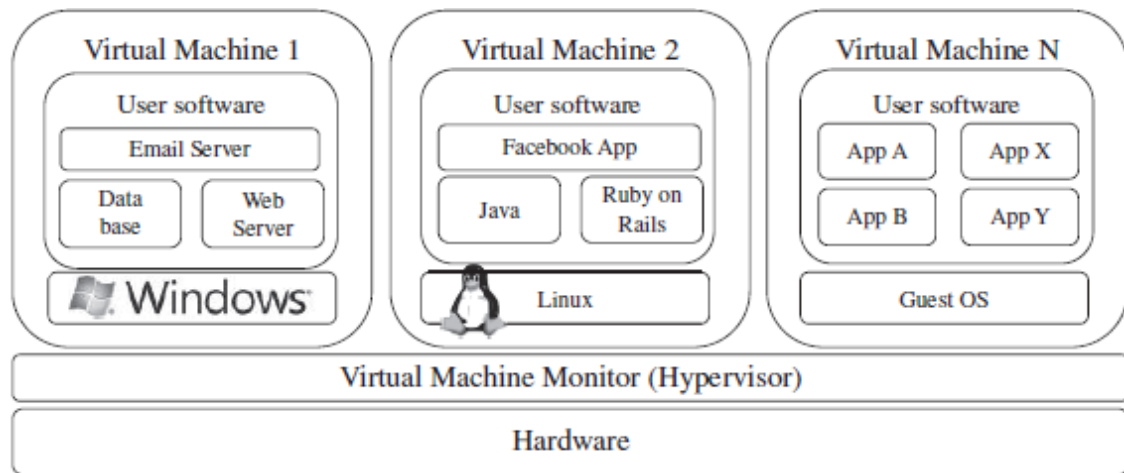 Virtual Machine 1
User software
Email Server
Data
base
Web
Server
Windows
Virtual Machine 2
User software
Facebook App
Java
Ruby on
Rails
Linux
Virtual Machine N
User software
App A
App X
App B
App Y
Guest OS
Virtual Machine Monitor (Hypervisor)
Hardware